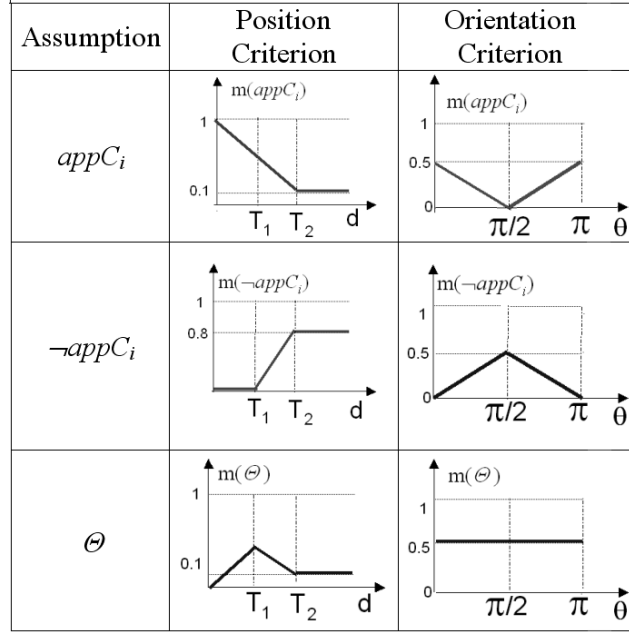 Assumption
Position
Criterion
Orientation
Criterion
appCᵢ
m(appCᵢ)
1
0.1
T₁ T₂ d
m(appCᵢ)
1
0.5
0
π/2 π θ
¬appCᵢ
m(¬appCᵢ)
1
0.8
T₁ T₂ d
m(¬appCᵢ)
1
0.5
0
π/2 π θ
Θ
m(Θ)
1
0.1
T₁ T₂ d
m(Θ)
1
0.5
0
π/2 π θ